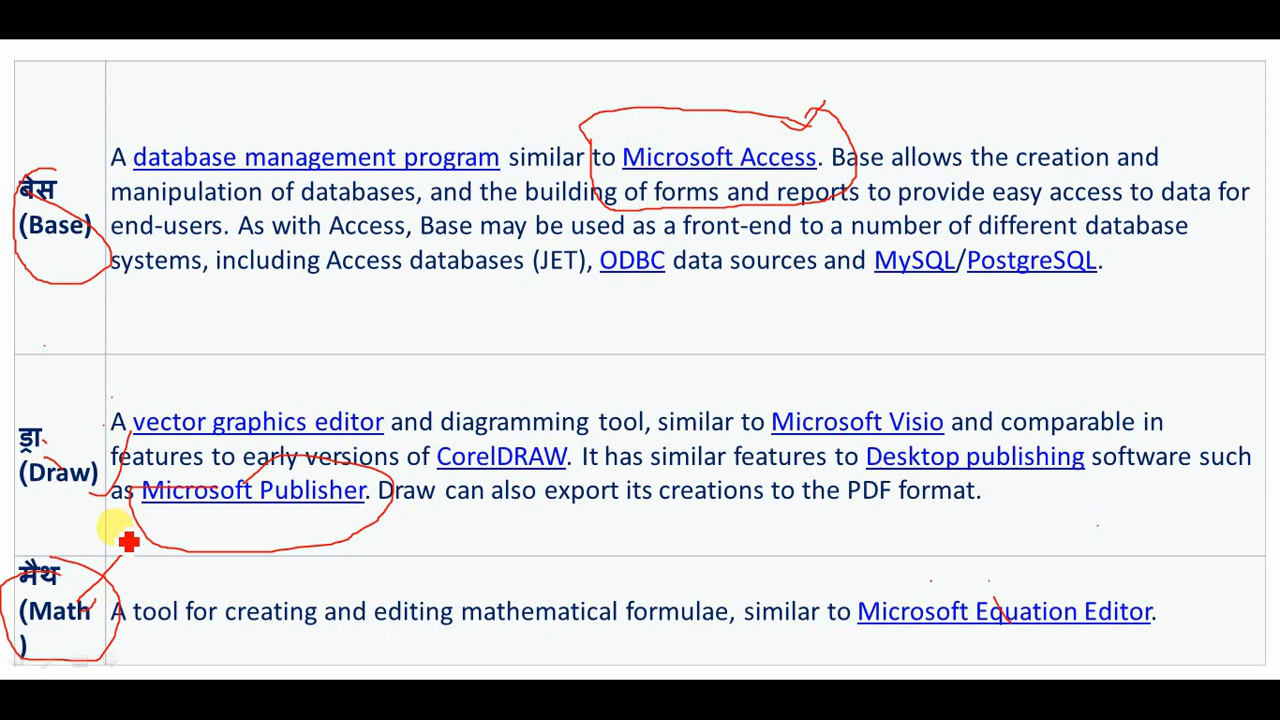 बेस
(Base)
A database management program similar to Microsoft Access. Base allows the creation and
manipulation of databases, and the building of forms and reports to provide easy access to data for
end-users. As with Access, Base may be used as a front-end to a number of different database
systems, including Access databases (JET), ODBC data sources and MySQL/PostgreSQL.
ड्रा
(Draw)
A vector graphics editor and diagramming tool, similar to Microsoft Visio and comparable in
features to early versions of CorelDRAW. It has similar features to Desktop publishing software such
as Microsoft Publisher. Draw can also export its creations to the PDF format.
मैथ
(Math
)
A tool for creating and editing mathematical formulae, similar to Microsoft Equation Editor.